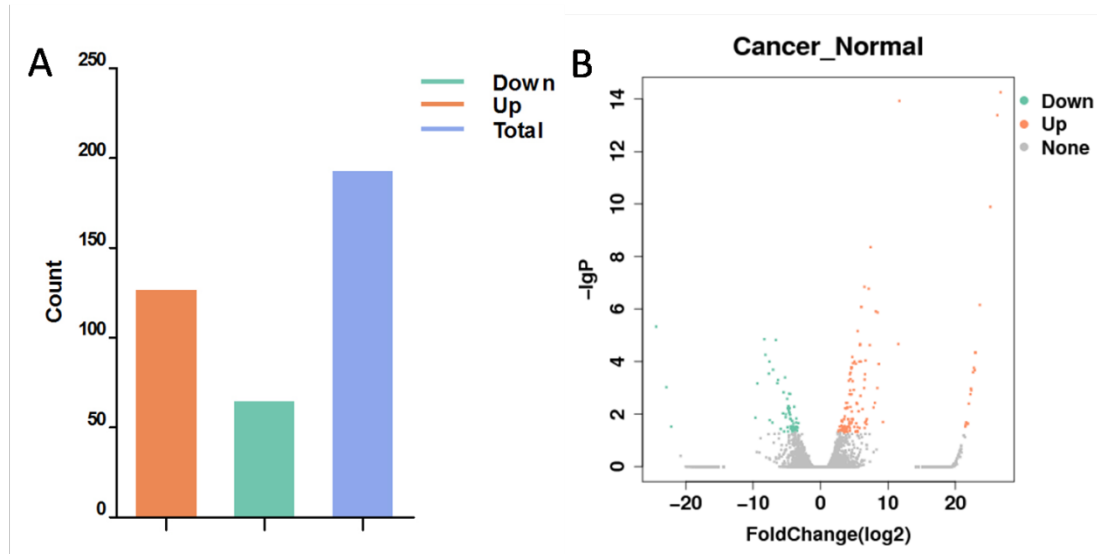 A
250
200
150
100
50
0
Count
Down
Up
Total
B
Cancer_Normal
14
12
10
8
6
4
2
0
-lgP
−20
−10
0
10
20
FoldChange(log2)
Down
Up
None